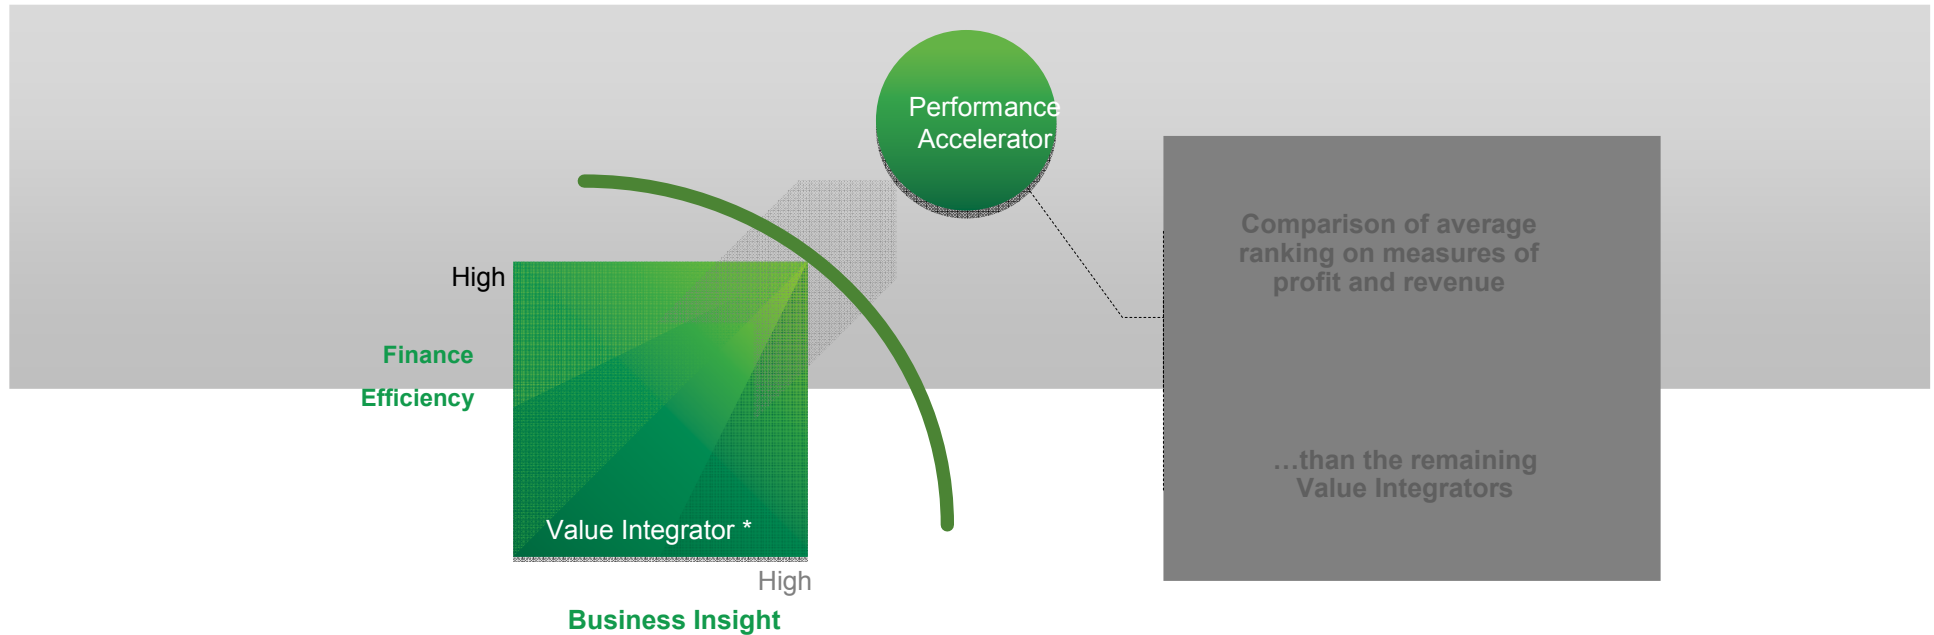 Performance
Accelerator
Comparison of average
ranking on measures of
profit and revenue
High
Finance
Efficiency
…than the remaining
Value Integrators
Value Integrator *
High
Business Insight